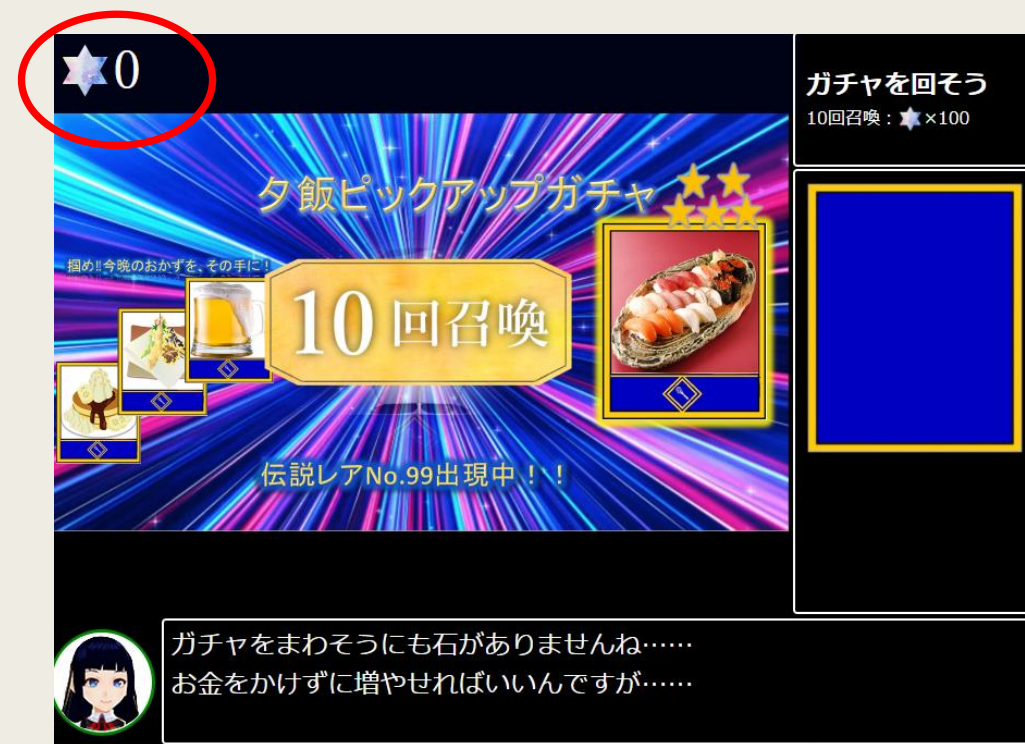 0
ガチャを回そう
10回召喚：×100
夕飯ピックアップガチャ
掴め!!今晩のおかずを、その手に！
10回召喚
伝説レアNo.99出現中！！
ガチャをまわそうにも石がありませんね……
お金をかけずに増やせればいいんですが……